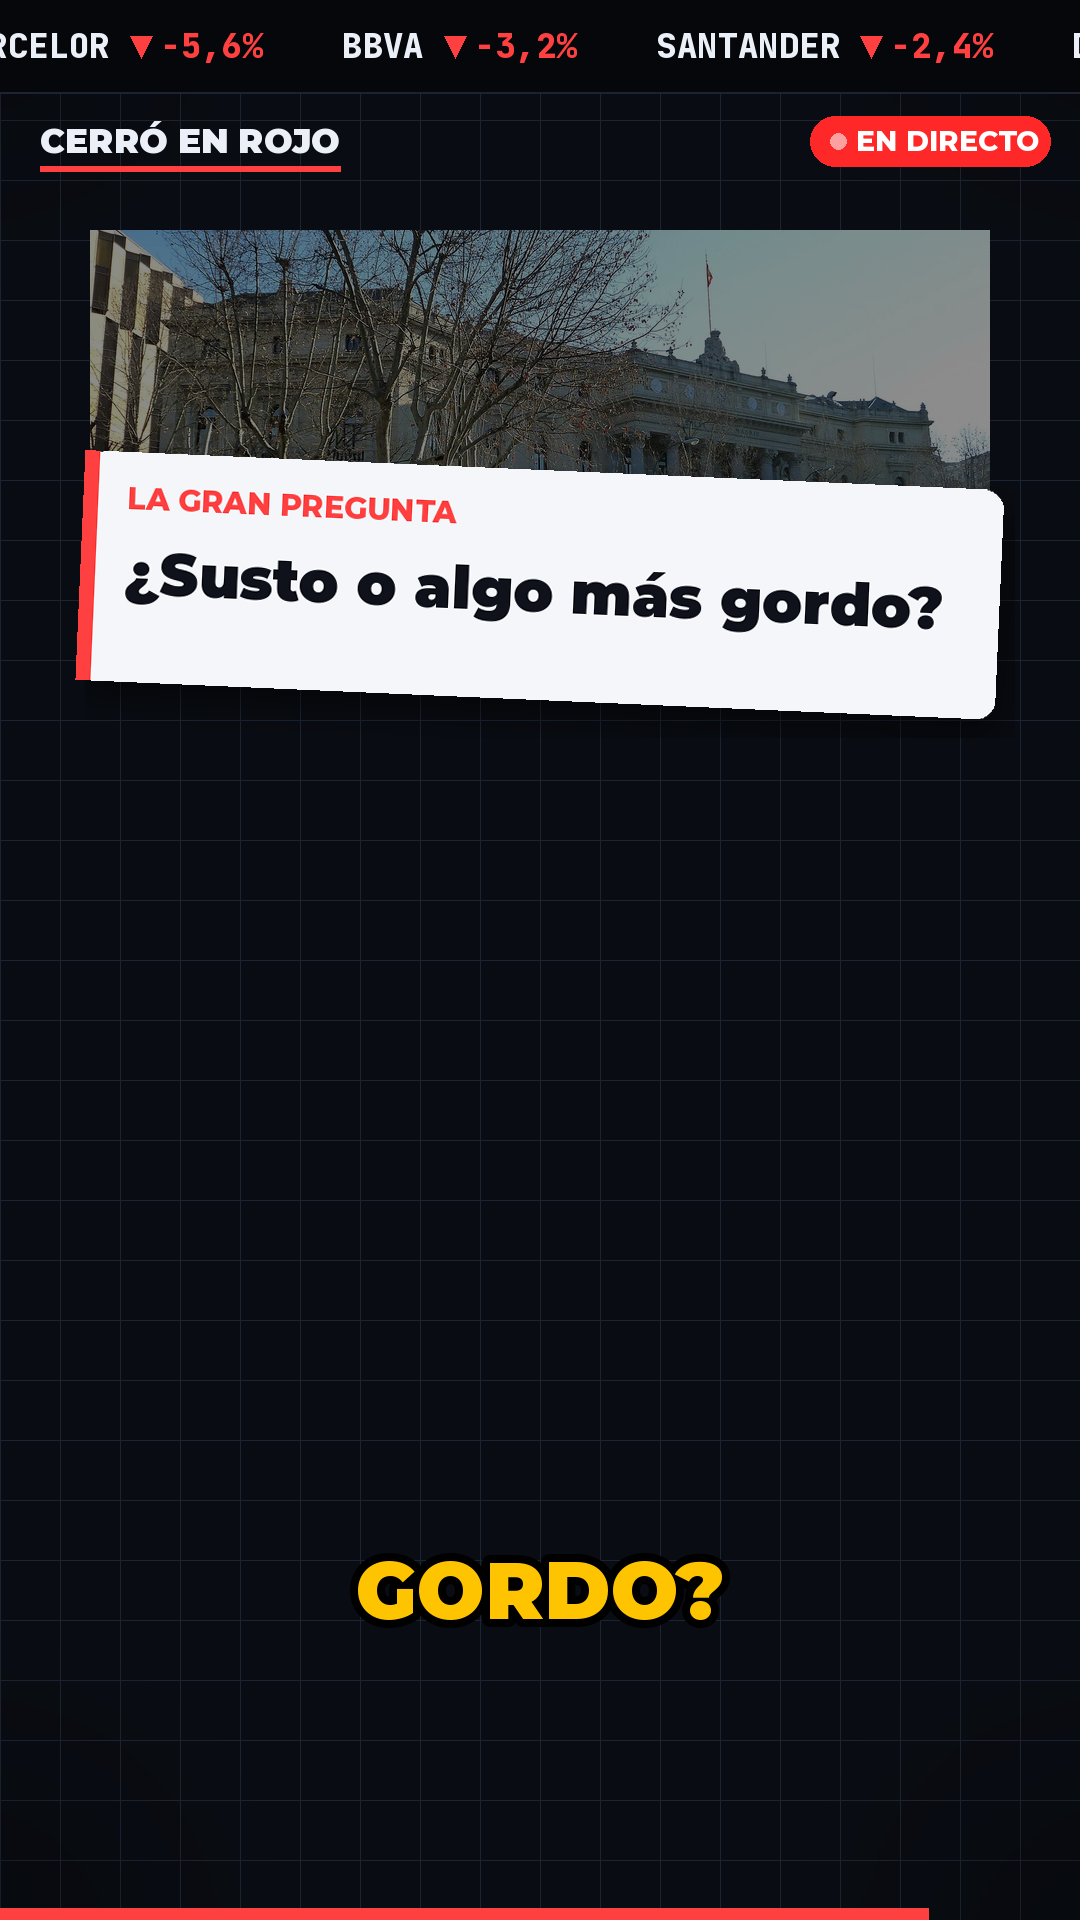 RCELOR ▼ -5,6% BBVA ▼ -3,2% SANTANDER ▼ -2,4%
CERRÓ EN ROJO
EN DIRECTO
LA GRAN PREGUNTA
¿Susto o algo más gordo?
GORDO?